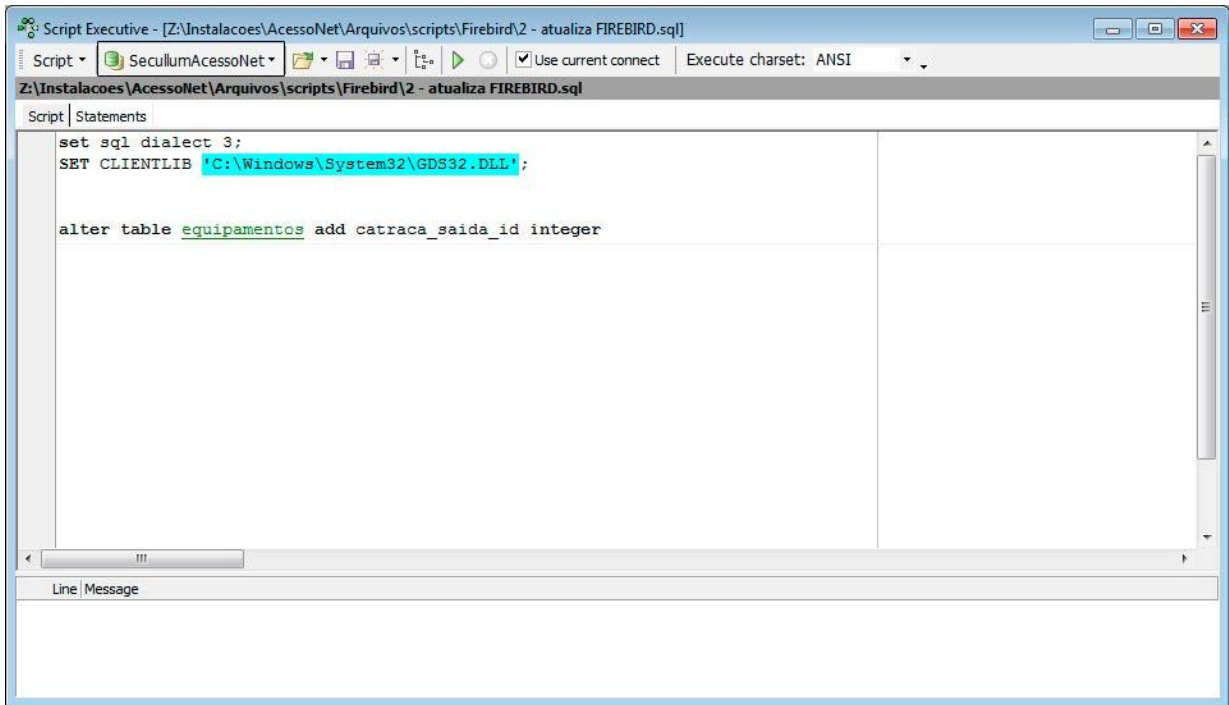 Script Executive - [Z:\Instalacoes\AcessoNet\Arquivos\scripts\Firebird\2 - atualiza FIREBIRD.sql]
Script SecullumAcessoNet Use current connect Execute charset: ANSI
Z:\Instalacoes\AcessoNet\Arquivos\scripts\Firebird\2 - atualiza FIREBIRD.sql
Script Statements
set sql dialect 3;
SET CLIENTLIB 'C:\Windows\System32\GDS32.DLL';
alter table equipamentos add catraca_saida_id integer
Line Message